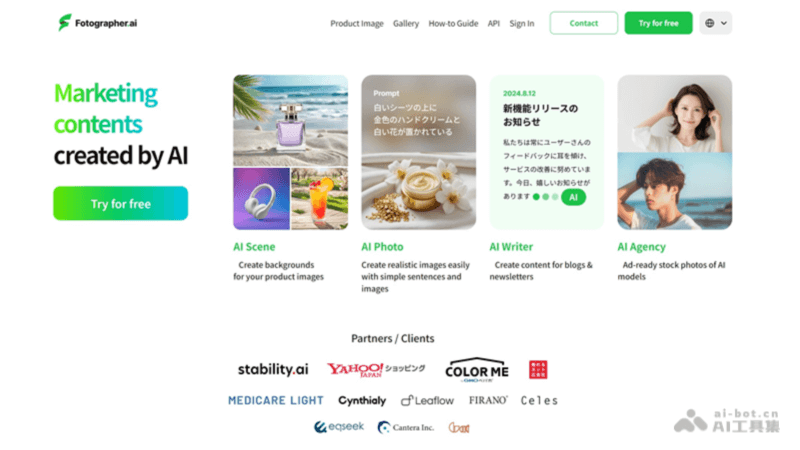 Fotographer.ai
Product Image Gallery How-to Guide API Sign In Contact Try for free
Marketing
contents
created by AI
Try for free
Prompt
白いシーツの上に
金色のハンドクリームと
白い花が置かれている
2024.8.12
新機能リリースの
お知らせ
私たちは常にユーザーさんの
フィードバックに耳を傾け、
サービスの改善に努めていま
す。今日、嬉しいお知らせが
あります
AI
AI Scene
Create backgrounds
for your product images
AI Photo
Create realistic images easily
with simple sentences and
images
AI Writer
Create content for blogs &
newsletters
AI Agency
Ad-ready stock photos of AI
models
Partners / Clients
stability.ai
YAHOO! JAPAN ショッピング
COLOR ME
MEDICARE LIGHT
Cynthialy
Leaflow
FIRANO
Celes
eqseek
Cantera Inc.
ai-bot.cn
AI工具集